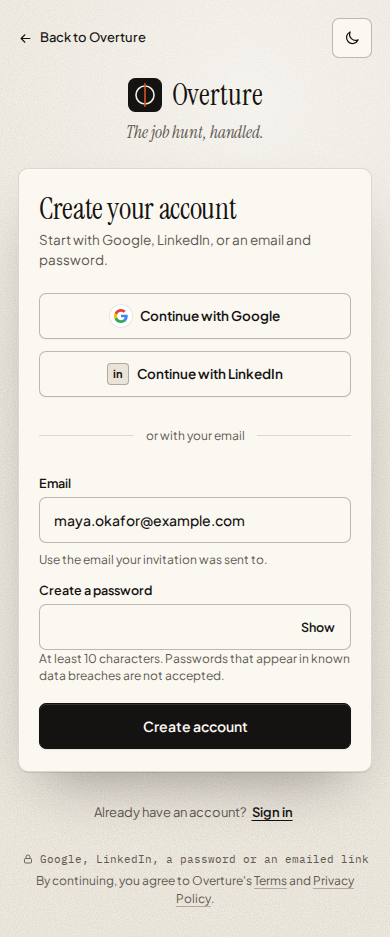 ← Back to Overture
Overture
The job hunt, handled.
Create your account
Start with Google, LinkedIn, or an email and
password.
Continue with Google
in Continue with LinkedIn
or with your email
Email
maya.okafor@example.com
Use the email your invitation was sent to.
Create a password
Show
At least 10 characters. Passwords that appear in known
data breaches are not accepted.
Create account
Already have an account? Sign in
Google, LinkedIn, a password or an emailed link
By continuing, you agree to Overture's Terms and Privacy
Policy.